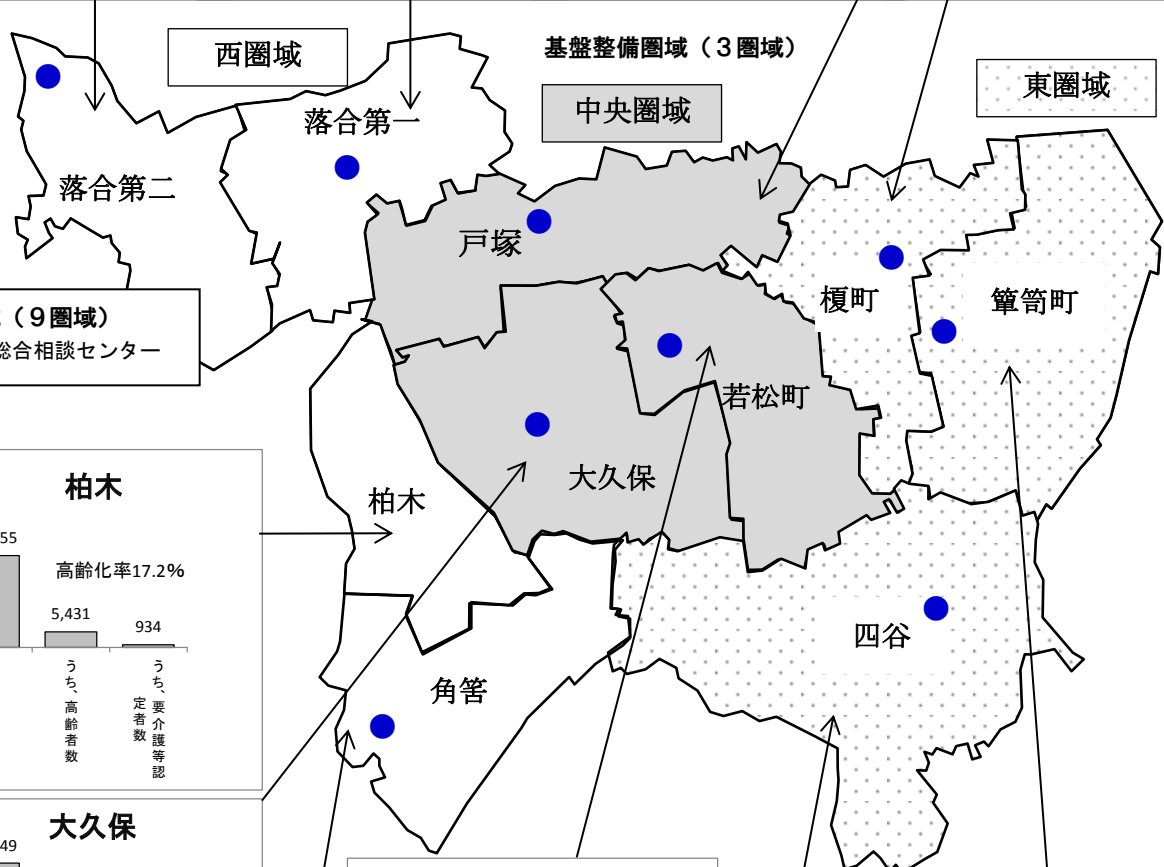 西圏域
基盤整備圏域（３圏域）
中央圏域
東圏域
落合第一
落合第二
戸塚
榎町
簞笥町
（９圏域）
総合相談センター
若松町
大久保
柏木
四谷
角筈
柏木
55
高齢化率17.2%
5,431
934
うち、高齢者数
うち、要介護等認定者数
大久保
49